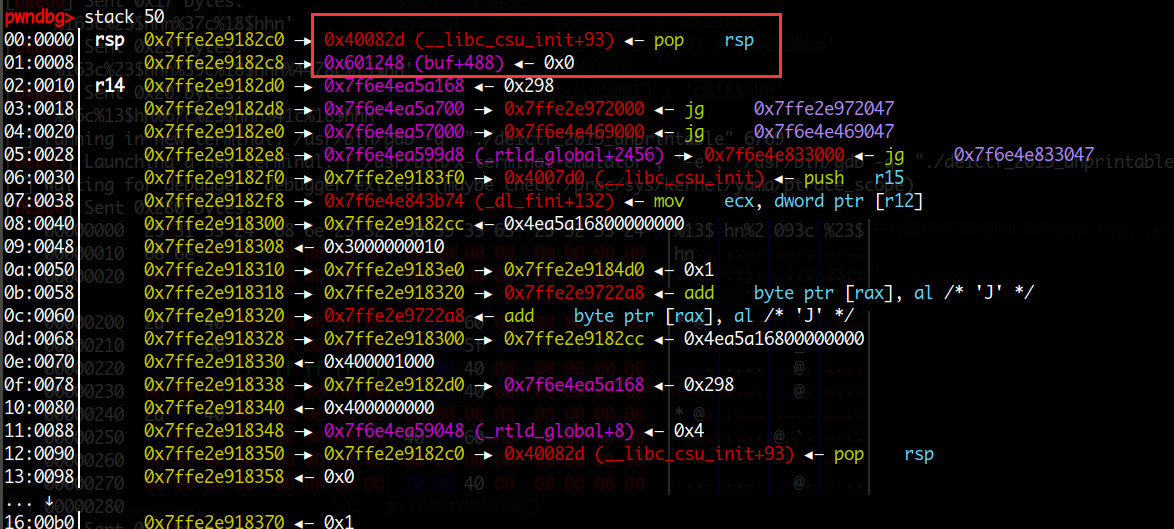 pwndbg> stack 50
00:0000│ rsp 0x7ffe2e9182c0 —▸ 0x40082d (__libc_csu_init+93) ◂— pop rsp
01:0008│ 0x7ffe2e9182c8 —▸ 0x601248 (buf+488) ◂— 0x0
02:0010│ r14 0x7ffe2e9182d0 —▸ 0x7f6e4ea5a168 ◂— 0x298
03:0018│ 0x7ffe2e9182d8 —▸ 0x7f6e4ea5a700 —▸ 0x7ffe2e972000 ◂— jg 0x7ffe2e972047
04:0020│ 0x7ffe2e9182e0 —▸ 0x7f6e4ea57000 —▸ 0x7f6e4e469000 ◂— jg 0x7f6e4e469047
05:0028│ 0x7ffe2e9182e8 —▸ 0x7f6e4ea599d8 (_rtld_global+2456) —▸ 0x7f6e4e833000 ◂— jg 0x7f6e4e833047
06:0030│ 0x7ffe2e9182f0 —▸ 0x7ffe2e9183f0 —▸ 0x4007d0 (__libc_csu_init) ◂— push r15
07:0038│ 0x7ffe2e9182f8 —▸ 0x7f6e4e843b74 (_dl_fini+132) ◂— mov ecx, dword ptr [r12]
08:0040│ 0x7ffe2e918300 —▸ 0x7ffe2e9182cc ◂— 0x4ea5a16800000000
09:0048│ 0x7ffe2e918308 ◂— 0x3000000010
0a:0050│ 0x7ffe2e918310 —▸ 0x7ffe2e9183e0 —▸ 0x7ffe2e9184d0 ◂— 0x1
0b:0058│ 0x7ffe2e918318 —▸ 0x7ffe2e918320 —▸ 0x7ffe2e9722a8 ◂— add byte ptr [rax], al /* 'J' */
0c:0060│ 0x7ffe2e918320 —▸ 0x7ffe2e9722a8 ◂— add byte ptr [rax], al /* 'J' */
0d:0068│ 0x7ffe2e918328 —▸ 0x7ffe2e918300 —▸ 0x7ffe2e9182cc ◂— 0x4ea5a16800000000
0e:0070│ 0x7ffe2e918330 ◂— 0x400001000
0f:0078│ 0x7ffe2e918338 —▸ 0x7ffe2e9182d0 —▸ 0x7f6e4ea5a168 ◂— 0x298
10:0080│ 0x7ffe2e918340 ◂— 0x400000000
11:0088│ 0x7ffe2e918348 —▸ 0x7f6e4ea59048 (_rtld_global+8) ◂— 0x4
12:0090│ 0x7ffe2e918350 —▸ 0x7ffe2e9182c0 —▸ 0x40082d (__libc_csu_init+93) ◂— pop rsp
13:0098│ 0x7ffe2e918358 ◂— 0x0
... ↓
16:00b0│ 0x7ffe2e918370 ◂— 0x1